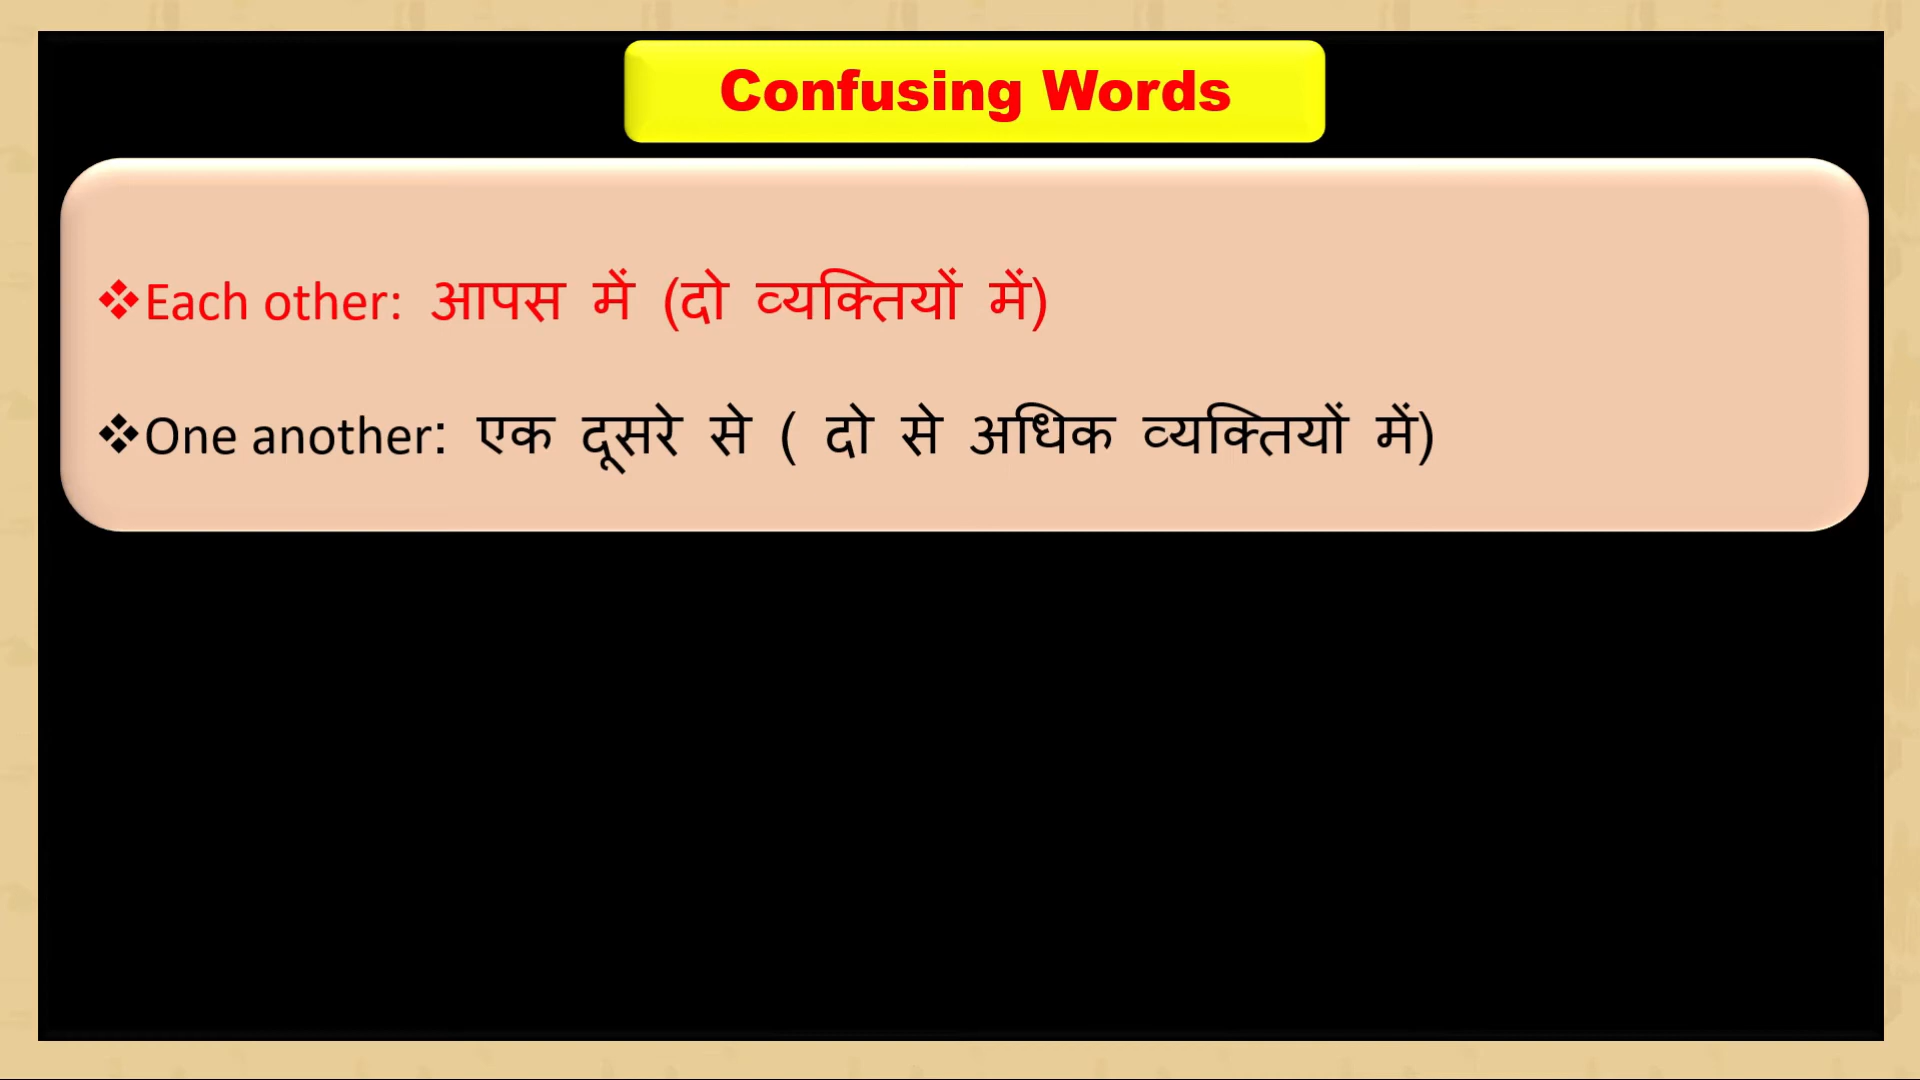 Confusing Words
❖Each other: आपस में (दो व्यक्तियों में)
❖One another: एक दूसरे से ( दो से अधिक व्यक्तियों में)